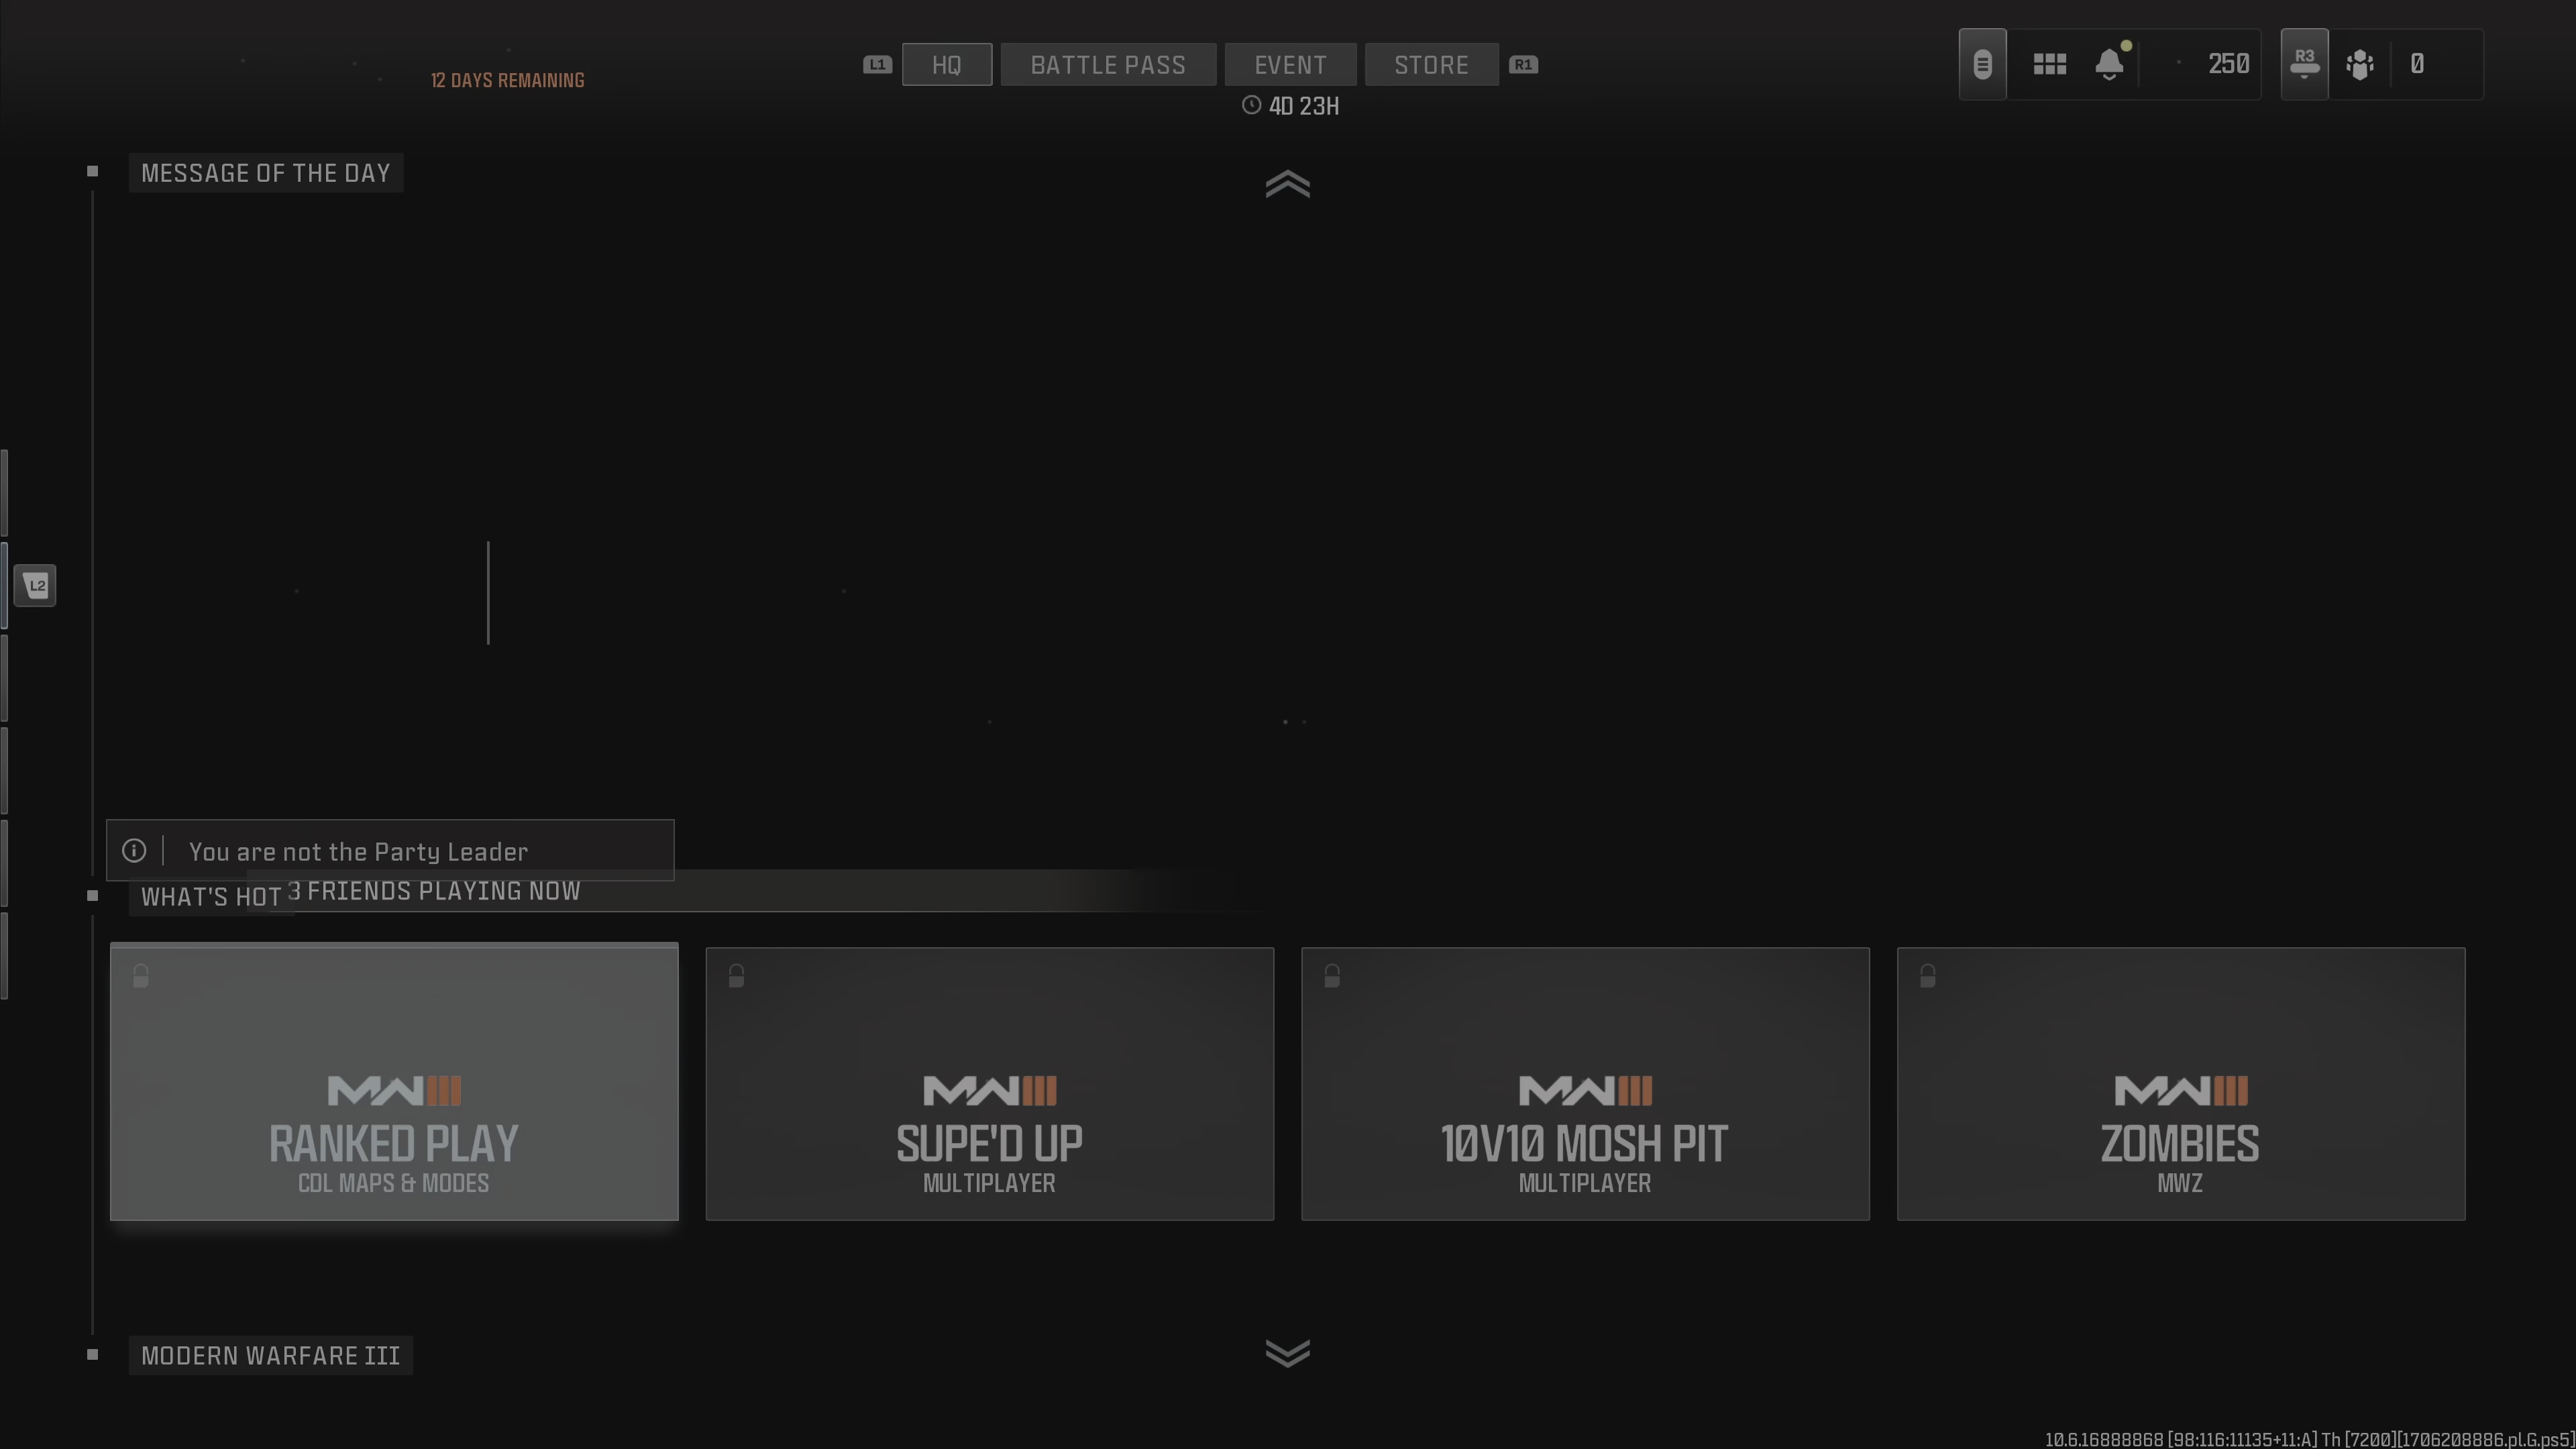 12 DAYS REMAINING
L1 HQ BATTLE PASS EVENT STORE R1
4D 23H
250
R3
0
MESSAGE OF THE DAY
L2
You are not the Party Leader
WHAT'S HOT
3 FRIENDS PLAYING NOW
MWIII
RANKED PLAY
CDL MAPS & MODES
MWIII
SUPE'D UP
MULTIPLAYER
MWIII
10V10 MOSH PIT
MULTIPLAYER
MWIII
ZOMBIES
MWZ
MODERN WARFARE III
10.6.16888868 [98:116:11135+11:A] Th [7200][1706208886.pl.G.ps5]